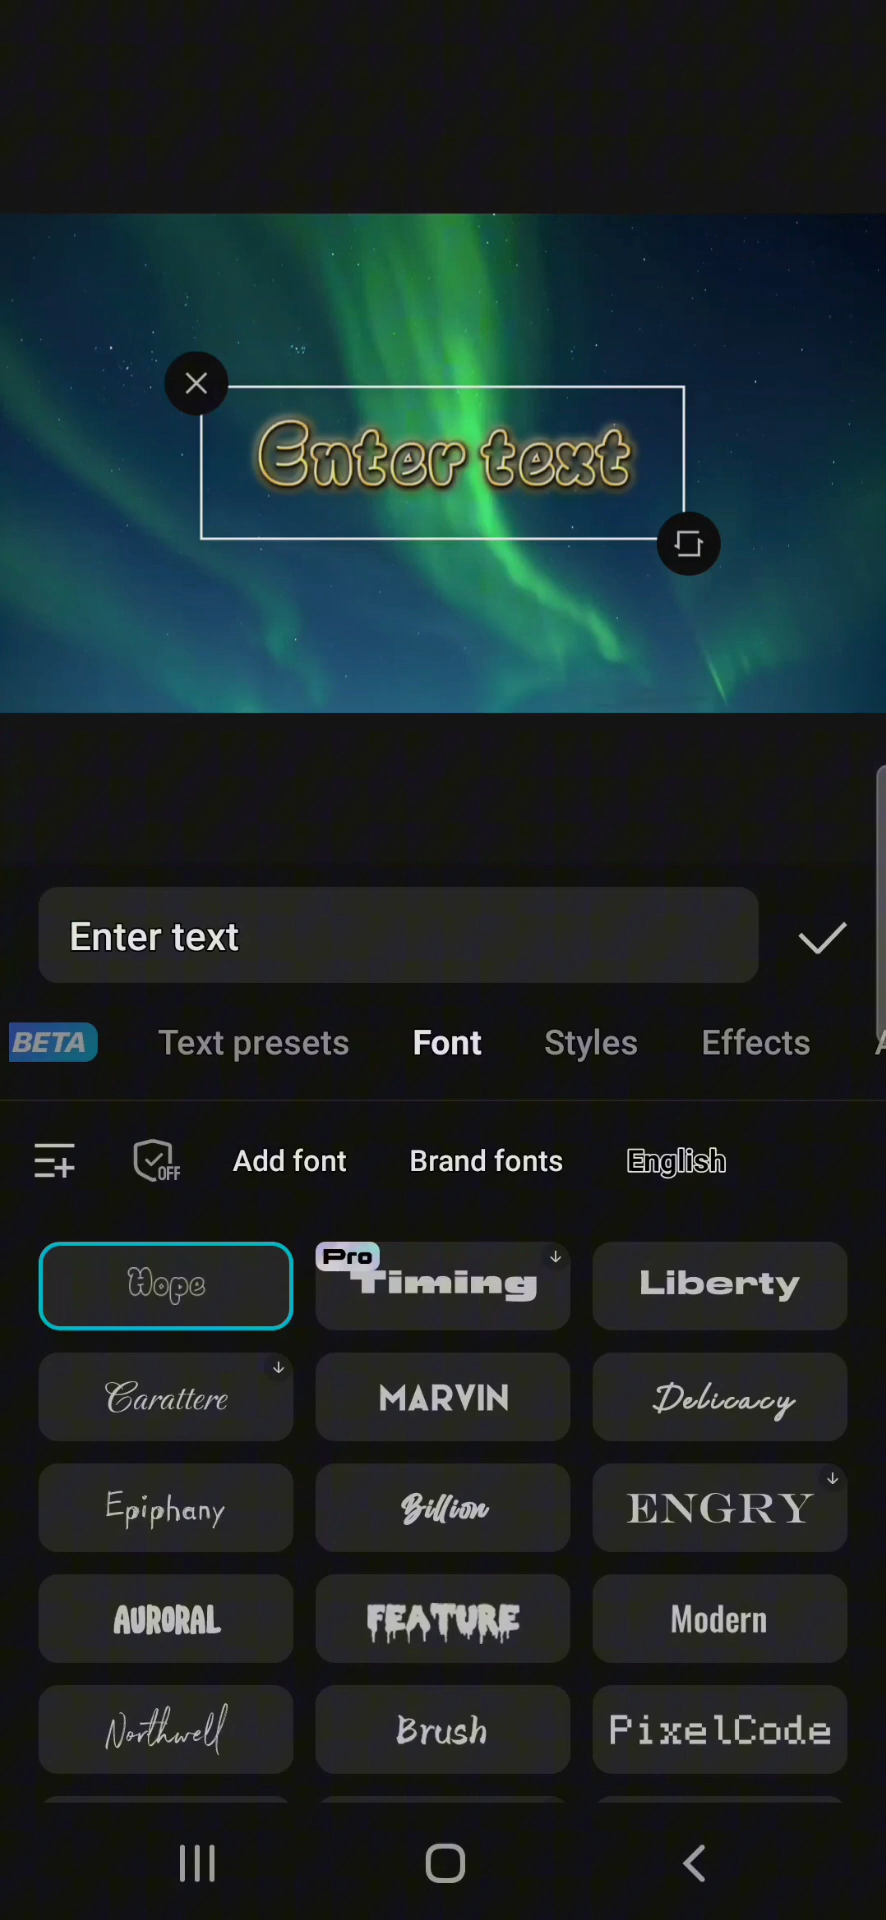 Enter text
Enter text
BETA Text presets Font Styles Effects A
OFF Add font Brand fonts English
Hope Pro Timing Liberty
Carattere MARVIN Delicacy
Epiphany Billion ENGRY
AURORAL FEATURE Modern
Northwell Brush PixelCode